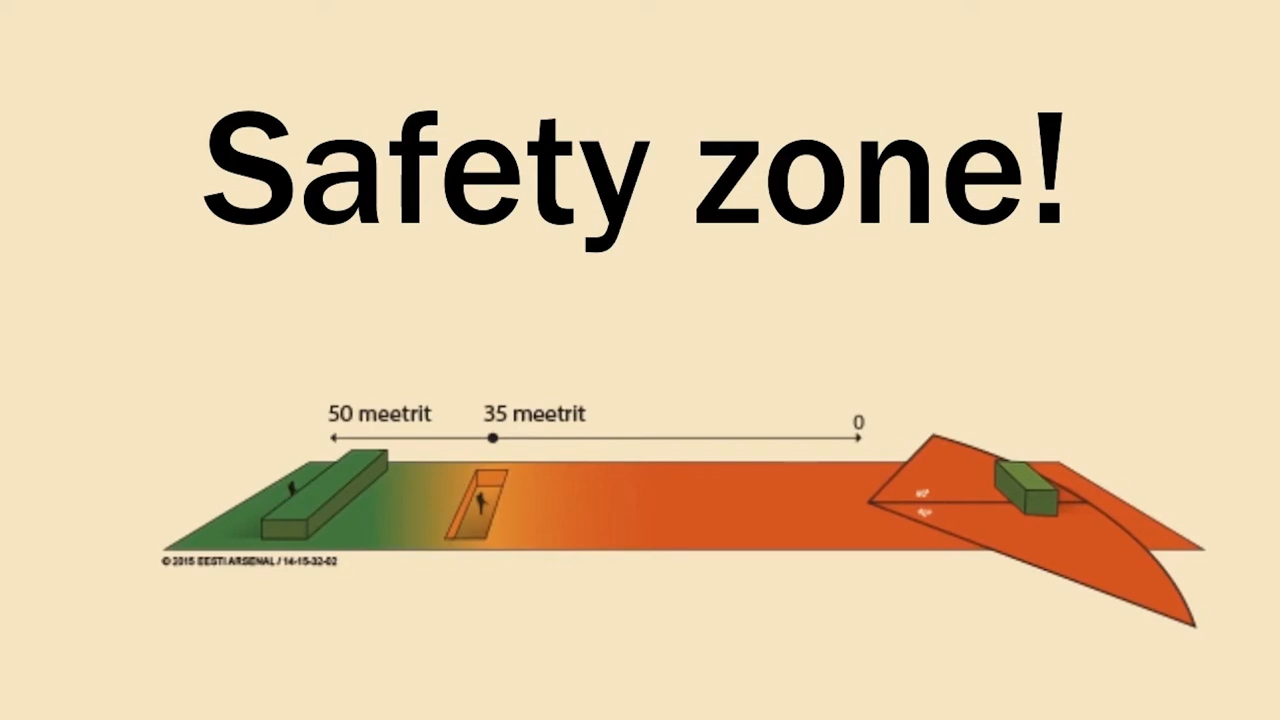 Safety zone!
50 meetrit 35 meetrit 0
© 2015 EESTI ARSENAL / 14-15-32-02